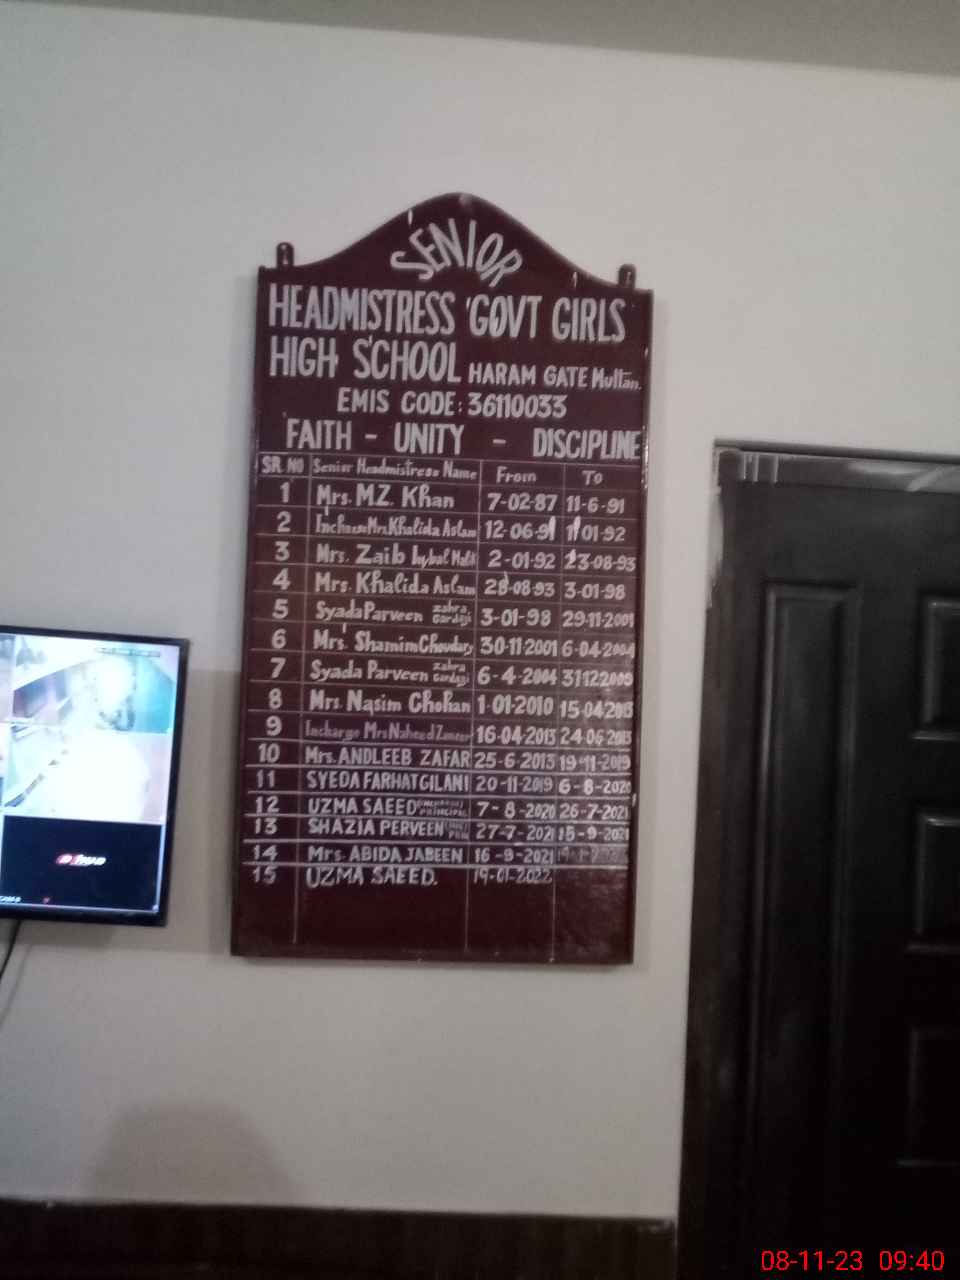 SENIOR
HEADMISTRESS GOVT GIRLS
HIGH SCHOOL HARAM GATE Multan.
EMIS CODE: 36110033
FAITH - UNITY - DISCIPLINE
SR. NO Senior Headmistress Name From To
1 Mrs. M.Z. Khan 7-02-87 11-6-91
2 Mrs Khalida Aslam 12-06-91 01-92
3 Mrs. Zaib Malik 2-01-92 23-08-93
4 Mrs. Khalida Aslam 28-08-93 3-01-98
5 Syada Parveen zahra Gardezi 3-01-98 29-11-2001
6 Mrs. Shamim Choudary 30-11-2001 6-04-2004
7 Syada Parveen zahra Gardezi 6-4-2004 31122009
8 Mrs. Nasim Chohan 1-01-2010 15-04-2013
9 Incharge Mrs Naheed 16-04-2013 24-06-2013
10 Mrs. ANDLEEB ZAFAR 25-6-2013 19-11-2019
11 SYEDA FARHAT GILANI 20-11-2019 6-8-2020
12 UZMA SAEED PRINCIPAL 7-8-2020 26-7-2021
13 SHAZIA PERVEEN 27-7-2021 15-9-2021
14 Mrs. ABIDA JABEEN 16-9-2021
15 UZMA SAEED. 19-01-2022
08-11-23 09:40